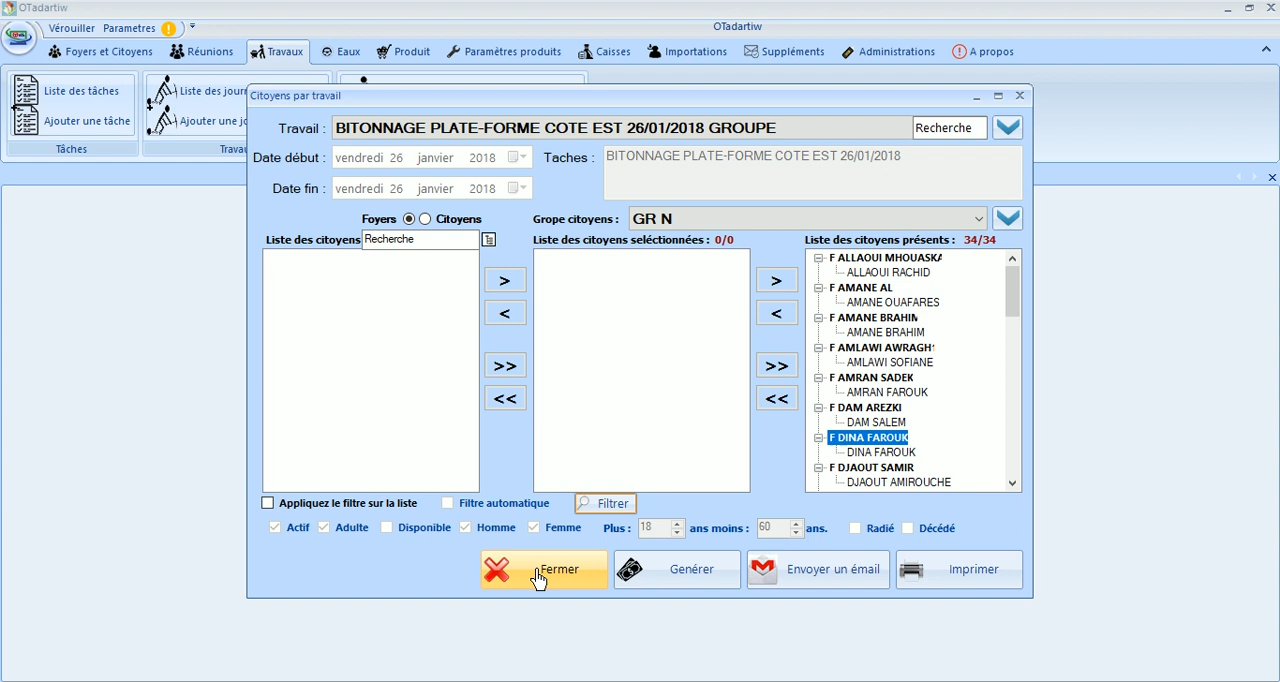 OTadartiw
Vérouiller Parametres
OTadartiw
Foyers et Citoyens Réunions Travaux Eaux Produit Paramètres produits Caisses Importations Suppléments Administrations A propos
Liste des tâches
Ajouter une tâche
Tâches
Liste des jour
Ajouter une jo
Travau
Citoyens par travail
Travail : BITONNAGE PLATE-FORME COTE EST 26/01/2018 GROUPE Recherche
Date début : vendredi 26 janvier 2018 Taches : BITONNAGE PLATE-FORME COTE EST 26/01/2018
Date fin : vendredi 26 janvier 2018
Foyers Citoyens Grope citoyens : GR N
Liste des citoyens Recherche Liste des citoyens seléctionnées : 0/0 Liste des citoyens présents : 34/34
F ALLAOUI MHOUASKA
ALLAOUI RACHID
F AMANE AL
AMANE OUAFARES
F AMANE BRAHIM
AMANE BRAHIM
F AMLAWI AWRAGH
AMLAWI SOFIANE
F AMRAN SADEK
AMRAN FAROUK
F DAM AREZKI
DAM SALEM
F DINA FAROUK
DINA FAROUK
F DJAOUT SAMIR
DJAOUT AMIROUCHE
> >
< <
>> >>
<< <<
Appliquez le filtre sur la liste Filtre automatique Filtrer
Actif Adulte Disponible Homme Femme Plus : 18 ans moins : 60 ans. Radié Décédé
Fermer Genérer Envoyer un émail Imprimer